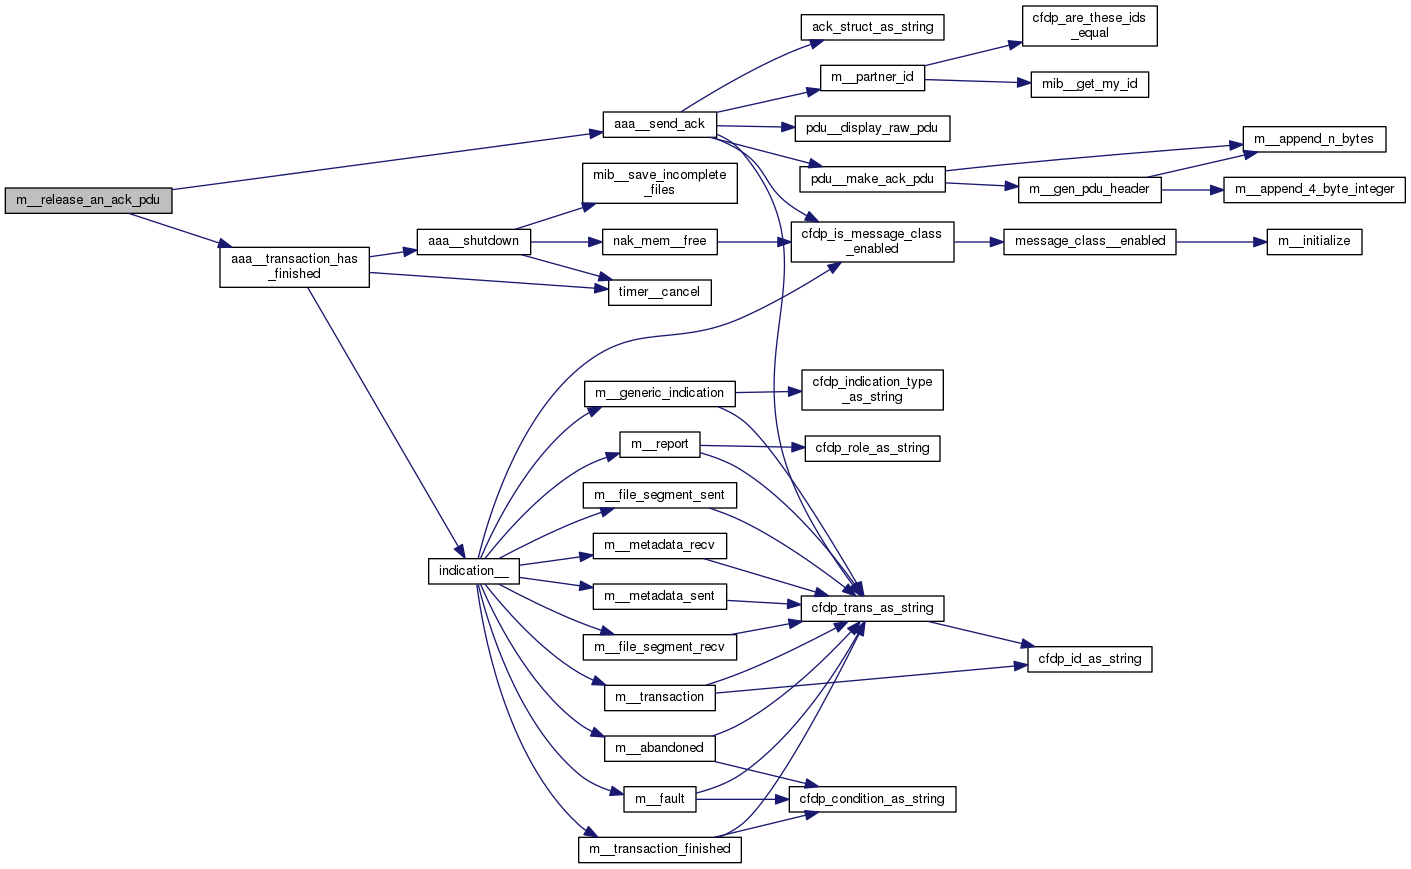 ack_struct_as_string
cfdp_are_these_ids
_equal
m__partner_id
mib__get_my_id
aaa__send_ack
pdu__display_raw_pdu
m__append_n_bytes
pdu__make_ack_pdu
m__gen_pdu_header
m__append_4_byte_integer
m__release_an_ack_pdu
mib__save_incomplete
_files
aaa__transaction_has
_finished
aaa__shutdown
nak_mem__free
timer__cancel
cfdp_is_message_class
_enabled
message_class__enabled
m__initialize
m__generic_indication
cfdp_indication_type
_as_string
m__report
cfdp_role_as_string
m__file_segment_sent
m__metadata_recv
indication__
m__metadata_sent
cfdp_trans_as_string
m__file_segment_recv
cfdp_id_as_string
m__transaction
m__abandoned
m__fault
cfdp_condition_as_string
m__transaction_finished